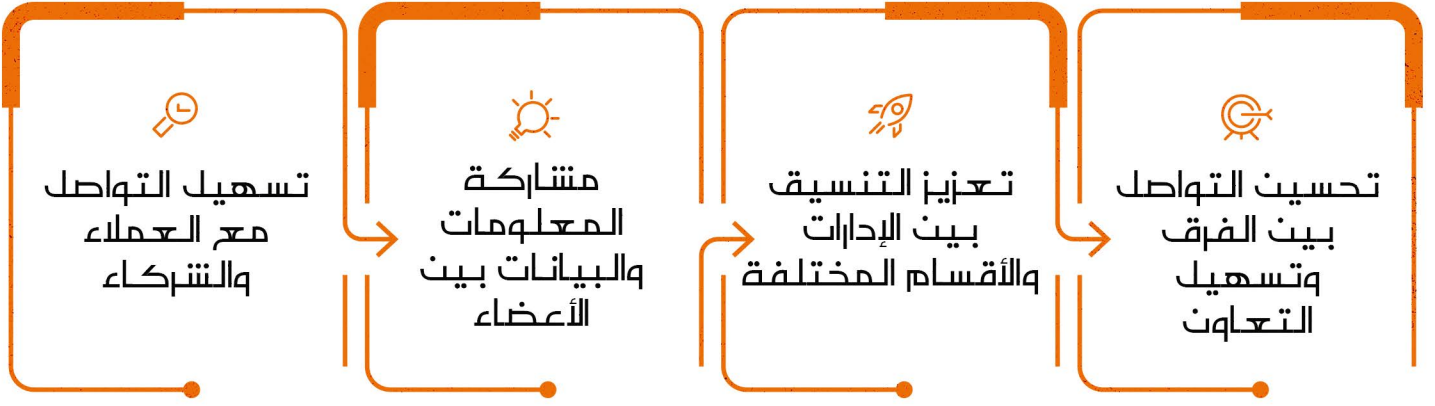 تحسين التواصل
بين الفرق
وتسهيل
التعاون
تعزيز التنسيق
بين الإدارات
والأقسام المختلفة
مشاركة
المعلومات
والبيانات بين
الأعضاء
تسهيل التواصل
مع العملاء
والشركاء